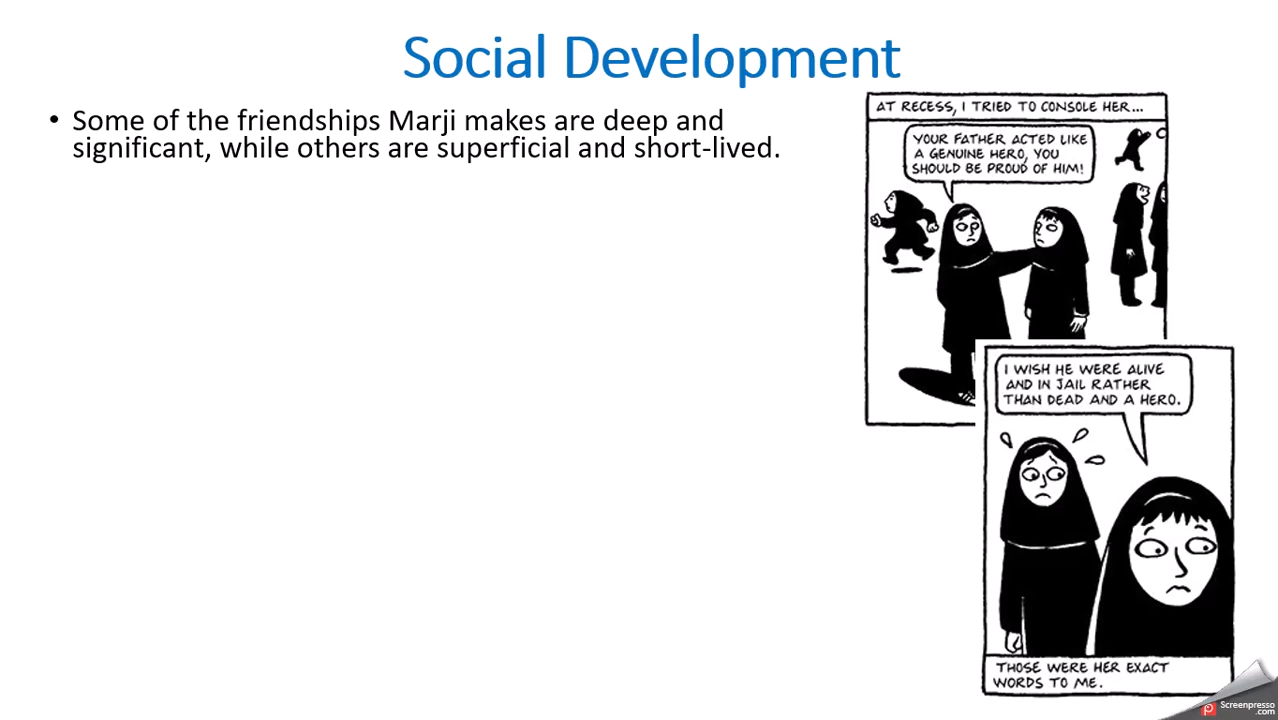 Social Development
• Some of the friendships Marji makes are deep and
significant, while others are superficial and short-lived.
AT RECESS, I TRIED TO CONSOLE HER...
YOUR FATHER ACTED LIKE
A GENUINE HERO, YOU
SHOULD BE PROUD OF HIM!
I WISH HE WERE ALIVE
AND IN JAIL RATHER
THAN DEAD AND A HERO.
THOSE WERE HER EXACT
WORDS TO ME.
Screenpresso
.com